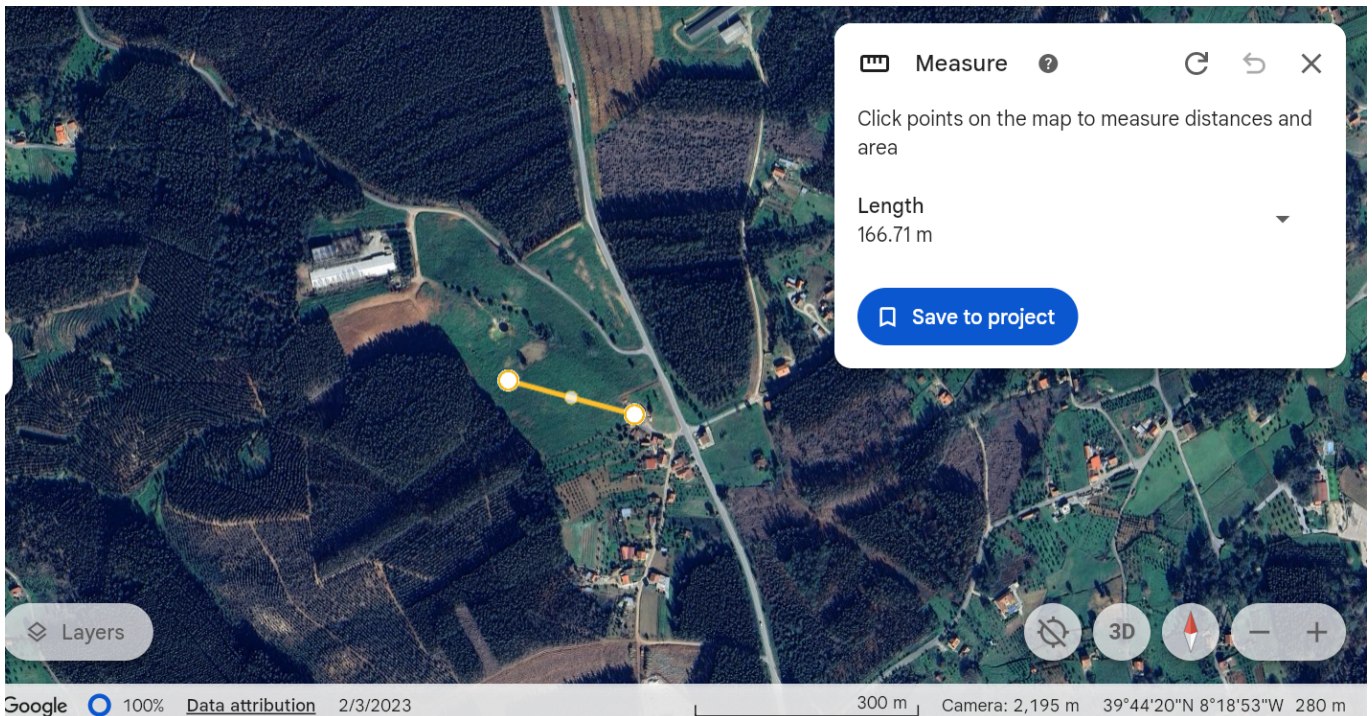 Measure
Click points on the map to measure distances and
area
Length
166.71 m
Save to project
Layers
3D
Google 100% Data attribution 2/3/2023 300 m Camera: 2,195 m 39°44'20"N 8°18'53"W 280 m